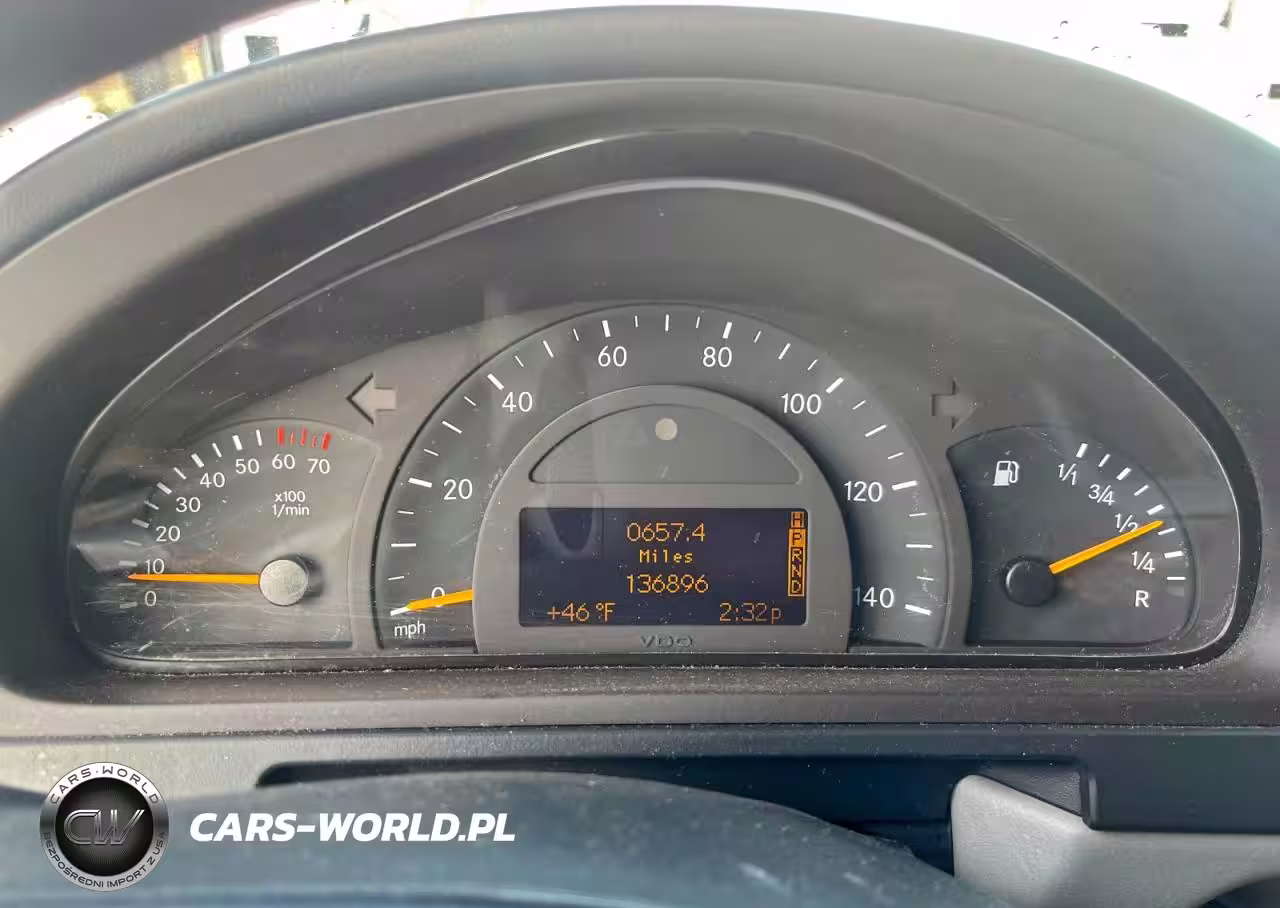 60
80
40
100
20
120
0
140
mph
0
10
20
30
40
50
60
70
x100
1/min
0657.4
Miles
136896
+46 °F
2:32p
H
P
R
N
D
VDO
1/1
3/4
1/2
1/4
R
CARS-WORLD
CW
BEZPOŚREDNI IMPORT Z USA
CARS-WORLD.PL